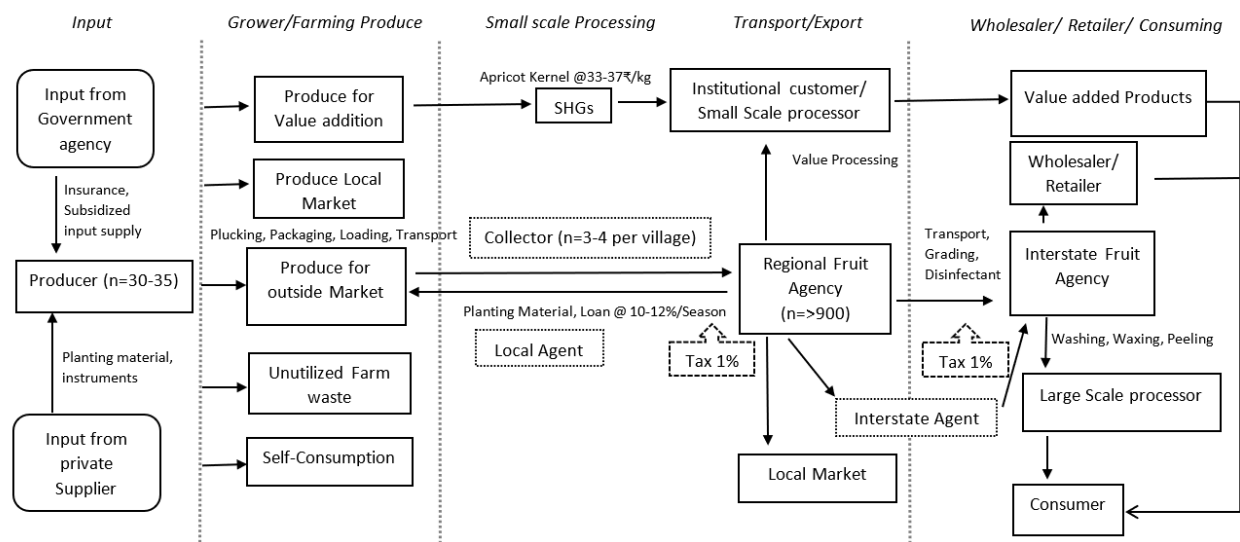 Input
Grower/Farming Produce
Small scale Processing
Transport/Export
Wholesaler/ Retailer/ Consuming
Input from
Government
agency
Insurance,
Subsidized
input supply
Producer (n=30-35)
Planting material,
instruments
Input from
private
Supplier
Produce for
Value addition
Produce Local
Market
Plucking, Packaging, Loading, Transport
Produce for
outside Market
Unutilized Farm
waste
Self-Consumption
Apricot Kernel @33-37₹/kg
SHGs
Collector (n=3-4 per village)
Planting Material, Loan @ 10-12%/Season
Local Agent
Tax 1%
Institutional customer/
Small Scale processor
Value Processing
Regional Fruit
Agency
(n=>900)
Interstate Agent
Local Market
Value added Products
Wholesaler/
Retailer
Transport,
Grading,
Disinfectant
Interstate Fruit
Agency
Tax 1%
Washing, Waxing, Peeling
Large Scale processor
Consumer